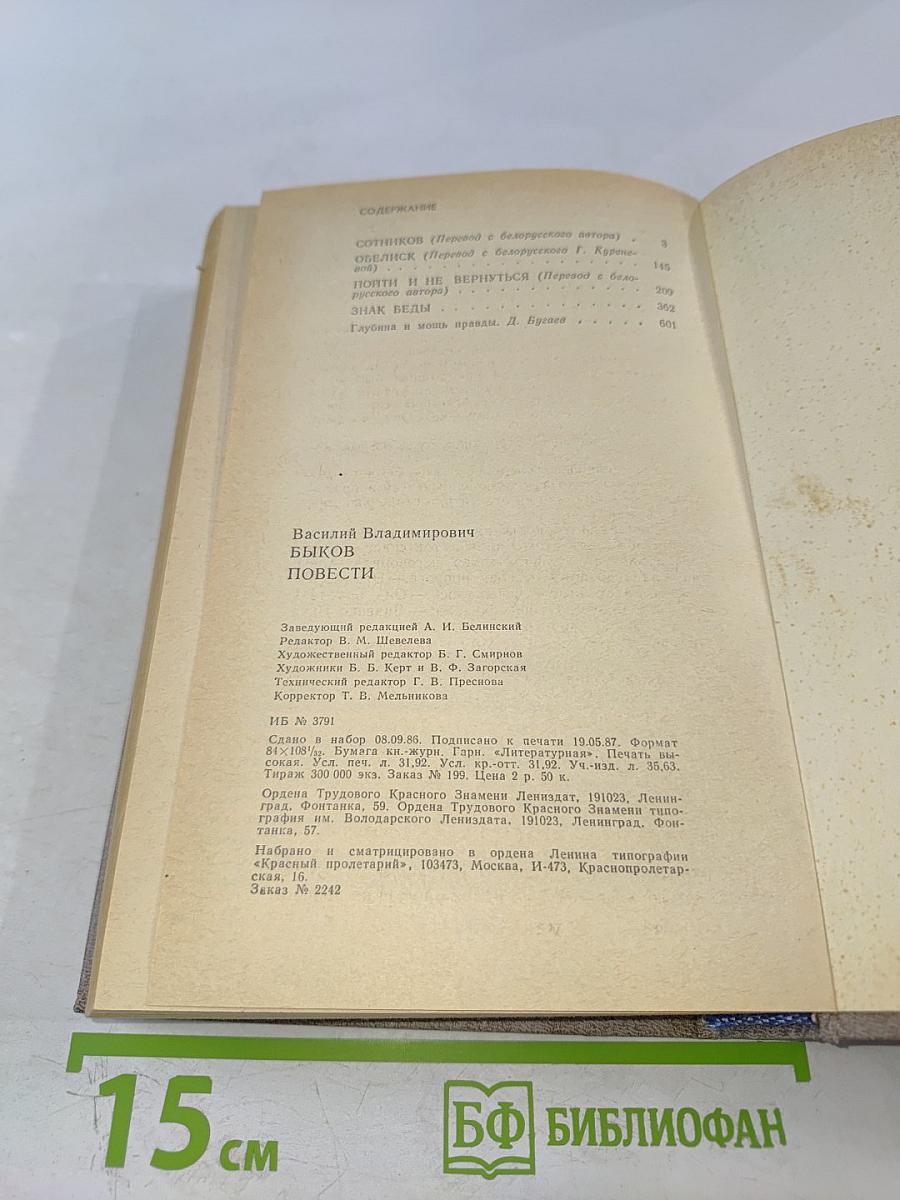 СОДЕРЖАНИЕ
СОТНИКОВ (Перевод с белорусского автора) . 3
ОБЕЛИСК (Перевод с белорусского Г. Курене-
вой) . . . . . . . . . . . . . . . . . . 145
ПОЙТИ И НЕ ВЕРНУТЬСЯ (Перевод с бело-
русского автора) . . . . . . . . . . . . . . 209
ЗНАК БЕДЫ . . . . . . . . . . . . . . . 362
Глубина и мощь правды. Д. Бугаев . . . . . 601
Василий Владимирович
БЫКОВ
ПОВЕСТИ
Заведующий редакцией А. И. Белинский
Редактор В. М. Шевелева
Художественный редактор Б. Г. Смирнов
Художники Б. Б. Керт и В. Ф. Загорская
Технический редактор Г. В. Преснова
Корректор Т. В. Мельникова
ИБ № 3791
Сдано в набор 08.09.86. Подписано к печати 19.05.87. Формат
84×108¹/₃₂. Бумага кн.-журн. Гарн. «Литературная». Печать вы-
сокая. Усл. печ. л. 31,92. Усл. кр.-отт. 31,92. Уч.-изд. л. 35,63.
Тираж 300 000 экз. Заказ № 199. Цена 2 р. 50 к.
Ордена Трудового Красного Знамени Лениздат, 191023, Ленин-
град, Фонтанка, 59. Ордена Трудового Красного Знамени типо-
графия им. Володарского Лениздата, 191023, Ленинград, Фон-
танка, 57.
Набрано и сматрицировано в ордена Ленина типографии
«Красный пролетарий», 103473, Москва, И-473, Краснопролетар-
ская, 16.
Заказ № 2242
15 см
БФ БИБЛИОФАН